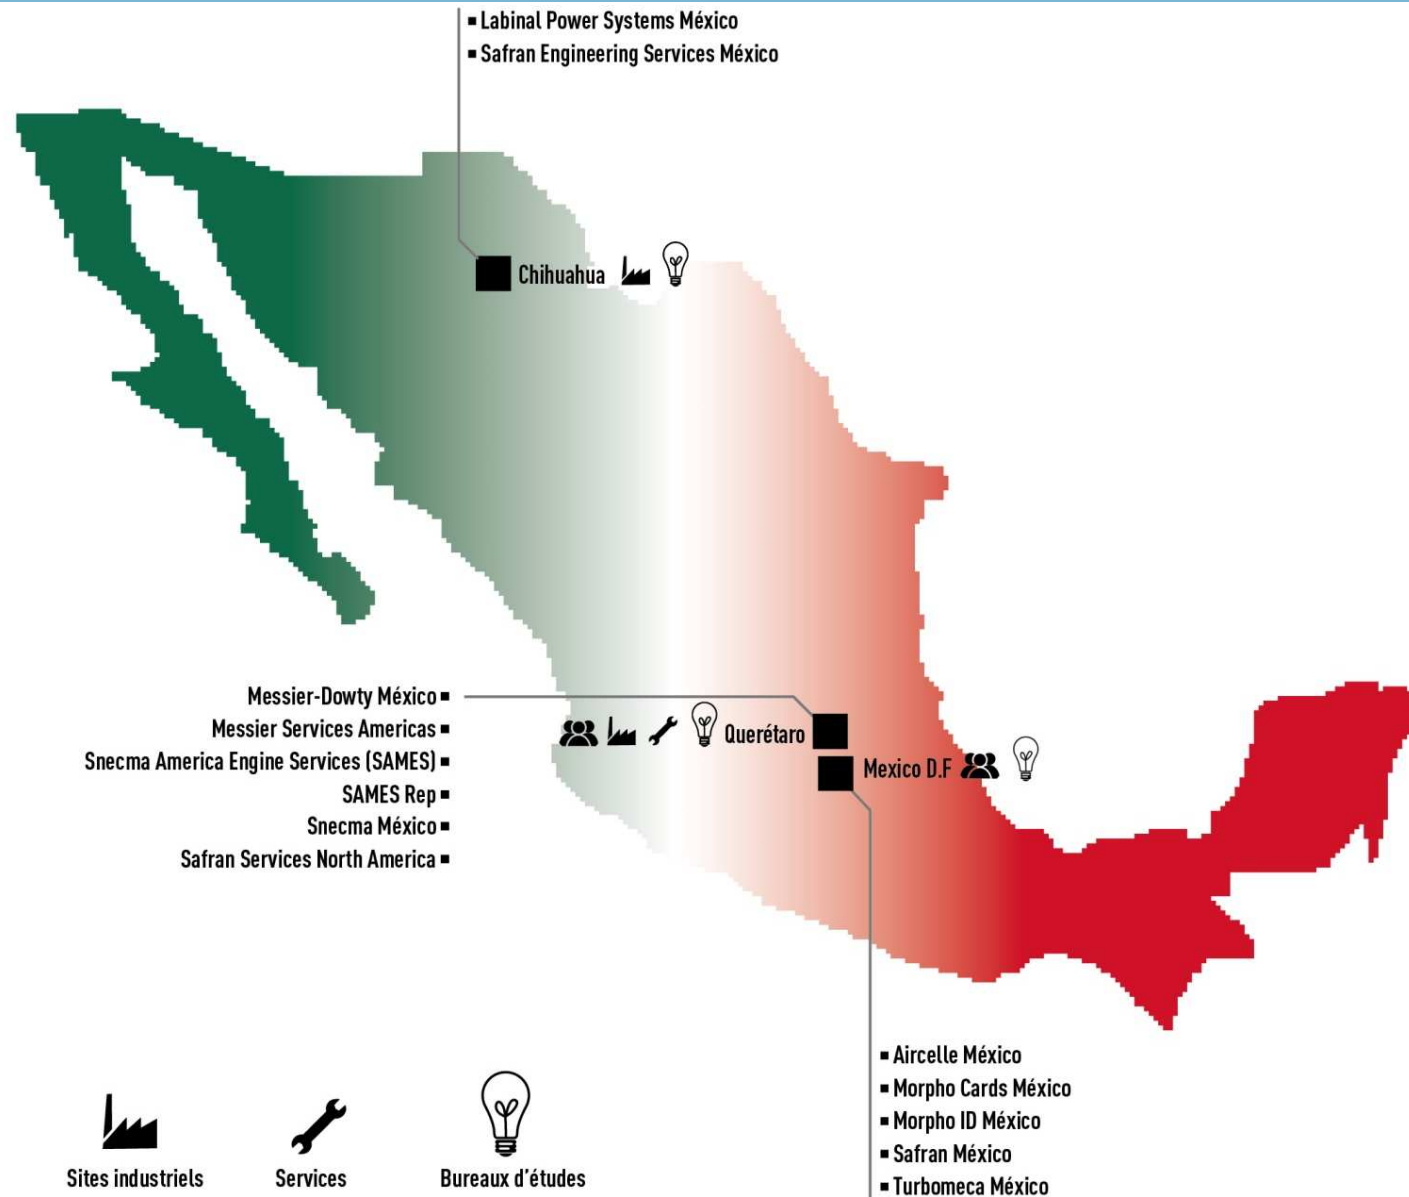 ▪ Labinal Power Systems México
▪ Safran Engineering Services México
Chihuahua
Messier-Dowty México ▪
Messier Services Americas ▪
Snecma America Engine Services (SAMES) ▪
SAMES Rep ▪
Snecma México ▪
Safran Services North America ▪
Querétaro
Mexico D.F
▪ Aircelle México
▪ Morpho Cards México
▪ Morpho ID México
▪ Safran México
▪ Turbomeca México
Sites industriels
Services
Bureaux d'études